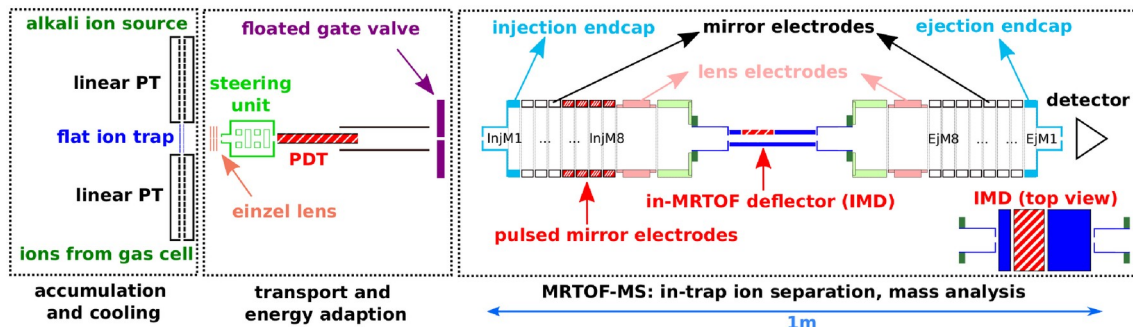 alkali ion source
linear PT
flat ion trap
linear PT
ions from gas cell
accumulation
and cooling
floated gate valve
steering
unit
PDT
einzel lens
transport and
energy adaption
injection endcap
mirror electrodes
ejection endcap
lens electrodes
detector
InjM1
...
...
InjM8
EjM8
...
...
EjM1
in-MRTOF deflector (IMD)
pulsed mirror electrodes
IMD (top view)
MRTOF-MS: in-trap ion separation, mass analysis
1m